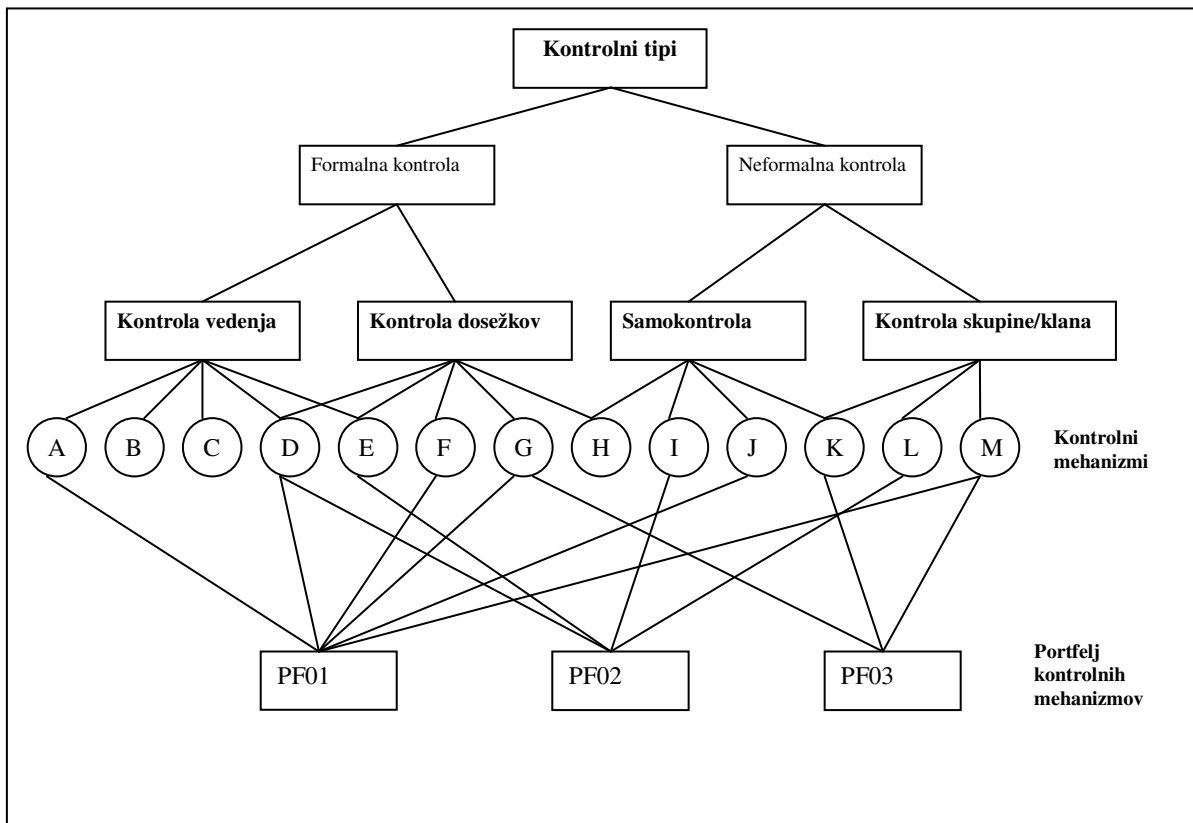 Kontrolni tipi
Formalna kontrola
Neformalna kontrola
Kontrola vedenja
Kontrola dosežkov
Samokontrola
Kontrola skupine/klana
A
B
C
D
E
F
G
H
I
J
K
L
M
Kontrolni
mehanizmi
PF01
PF02
PF03
Portfelj
kontrolnih
mehanizmov